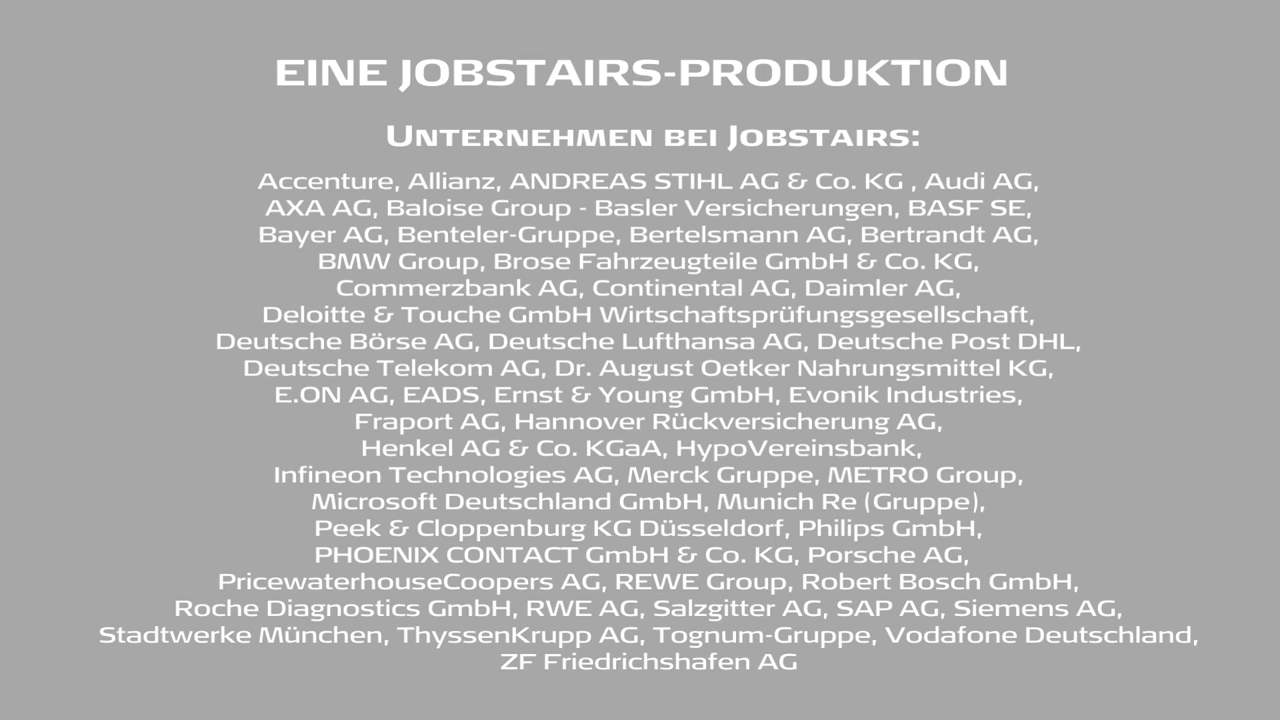 EINE JOBSTAIRS-PRODUKTION
UNTERNEHMEN BEI JOBSTAIRS:
Accenture, Allianz, ANDREAS STIHL AG & Co. KG , Audi AG,
AXA AG, Baloise Group - Basler Versicherungen, BASF SE,
Bayer AG, Benteler-Gruppe, Bertelsmann AG, Bertrandt AG,
BMW Group, Brose Fahrzeugteile GmbH & Co. KG,
Commerzbank AG, Continental AG, Daimler AG,
Deloitte & Touche GmbH Wirtschaftsprüfungsgesellschaft,
Deutsche Börse AG, Deutsche Lufthansa AG, Deutsche Post DHL,
Deutsche Telekom AG, Dr. August Oetker Nahrungsmittel KG,
E.ON AG, EADS, Ernst & Young GmbH, Evonik Industries,
Fraport AG, Hannover Rückversicherung AG,
Henkel AG & Co. KGaA, HypoVereinsbank,
Infineon Technologies AG, Merck Gruppe, METRO Group,
Microsoft Deutschland GmbH, Munich Re (Gruppe),
Peek & Cloppenburg KG Düsseldorf, Philips GmbH,
PHOENIX CONTACT GmbH & Co. KG, Porsche AG,
PricewaterhouseCoopers AG, REWE Group, Robert Bosch GmbH,
Roche Diagnostics GmbH, RWE AG, Salzgitter AG, SAP AG, Siemens AG,
Stadtwerke München, ThyssenKrupp AG, Tognum-Gruppe, Vodafone Deutschland,
ZF Friedrichshafen AG